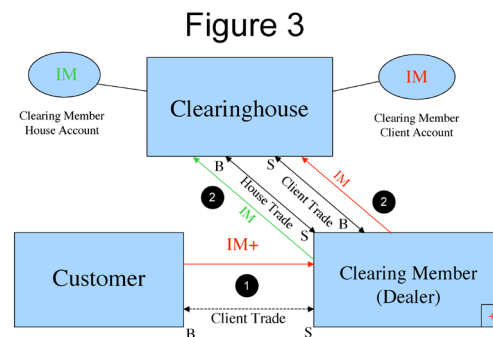 Figure 3
IM
IM
Clearinghouse
Clearing Member
House Account
Clearing Member
Client Account
B
S
2
House Trade
IM
Client Trade
IM
2
B
S
IM+
Customer
1
Clearing Member
(Dealer)
Client Trade
B
S
+